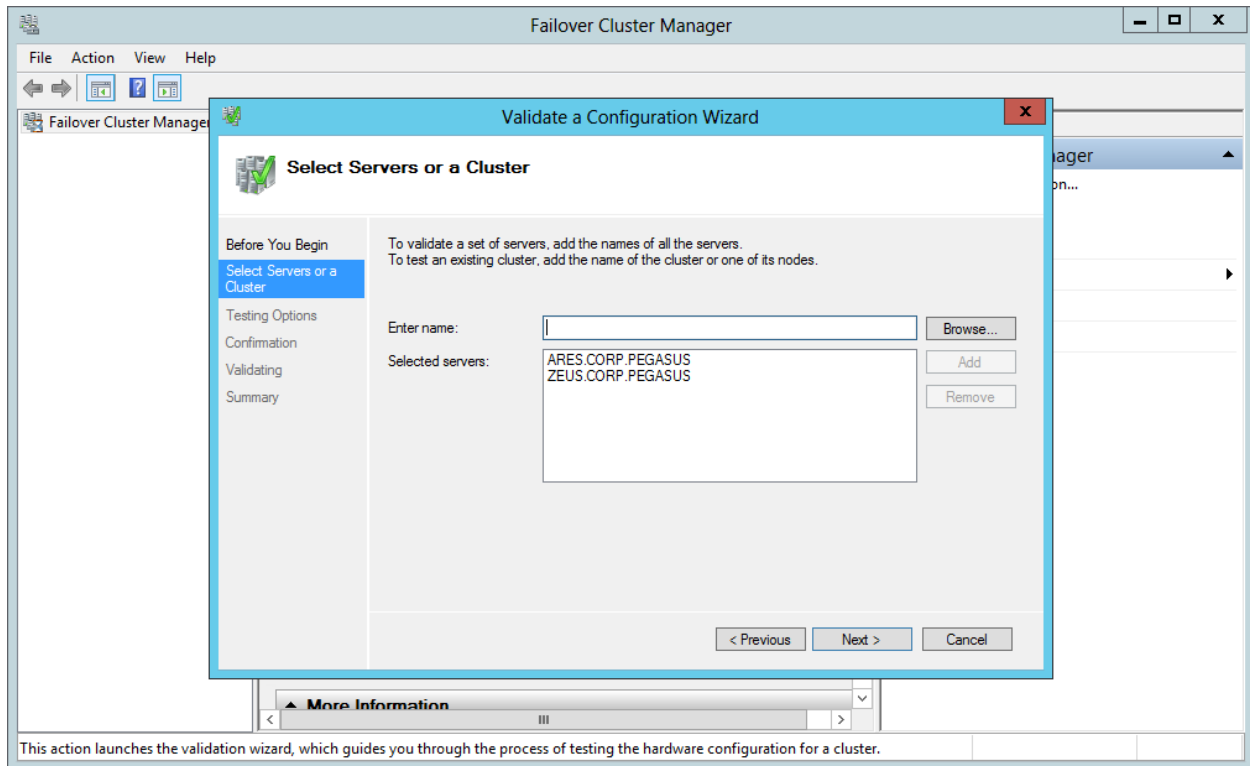 Failover Cluster Manager
File Action View Help
Failover Cluster Manager
Validate a Configuration Wizard
Select Servers or a Cluster
Before You Begin
Select Servers or a
Cluster
Testing Options
Confirmation
Validating
Summary
To validate a set of servers, add the names of all the servers.
To test an existing cluster, add the name of the cluster or one of its nodes.
Enter name:
Browse...
Selected servers:
ARES.CORP.PEGASUS
ZEUS.CORP.PEGASUS
Add
Remove
< Previous
Next >
Cancel
More Information
This action launches the validation wizard, which guides you through the process of testing the hardware configuration for a cluster.